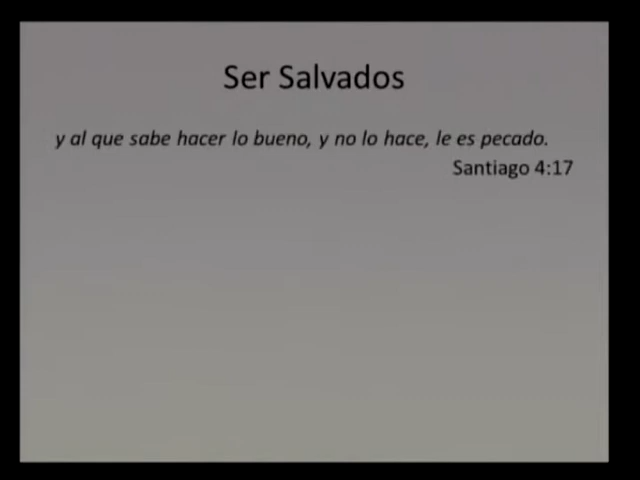 Ser Salvados
y al que sabe hacer lo bueno, y no lo hace, le es pecado.
Santiago 4:17